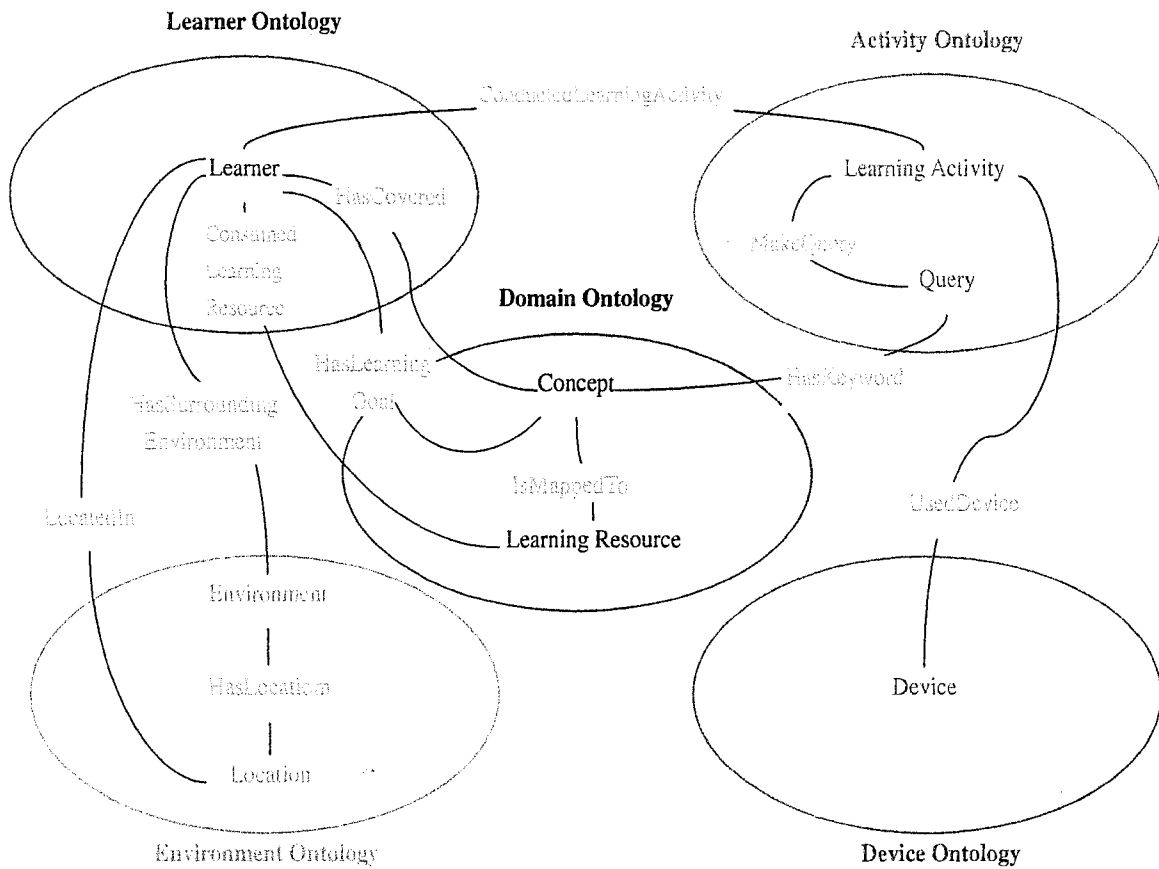 Learner Ontology
Activity Ontology
ConductedLearningActivity
Learner
HasCovered
Learning Activity
Consumed
Learning
Resource
MakeQuery
Query
Domain Ontology
HasLearning
Goal
Concept
HasKeyword
HasSurrounding
Environment
IsMappedTo
LocatedIn
UsedDevice
Learning Resource
Environment
HasLocation
Device
Location
Environment Ontology
Device Ontology